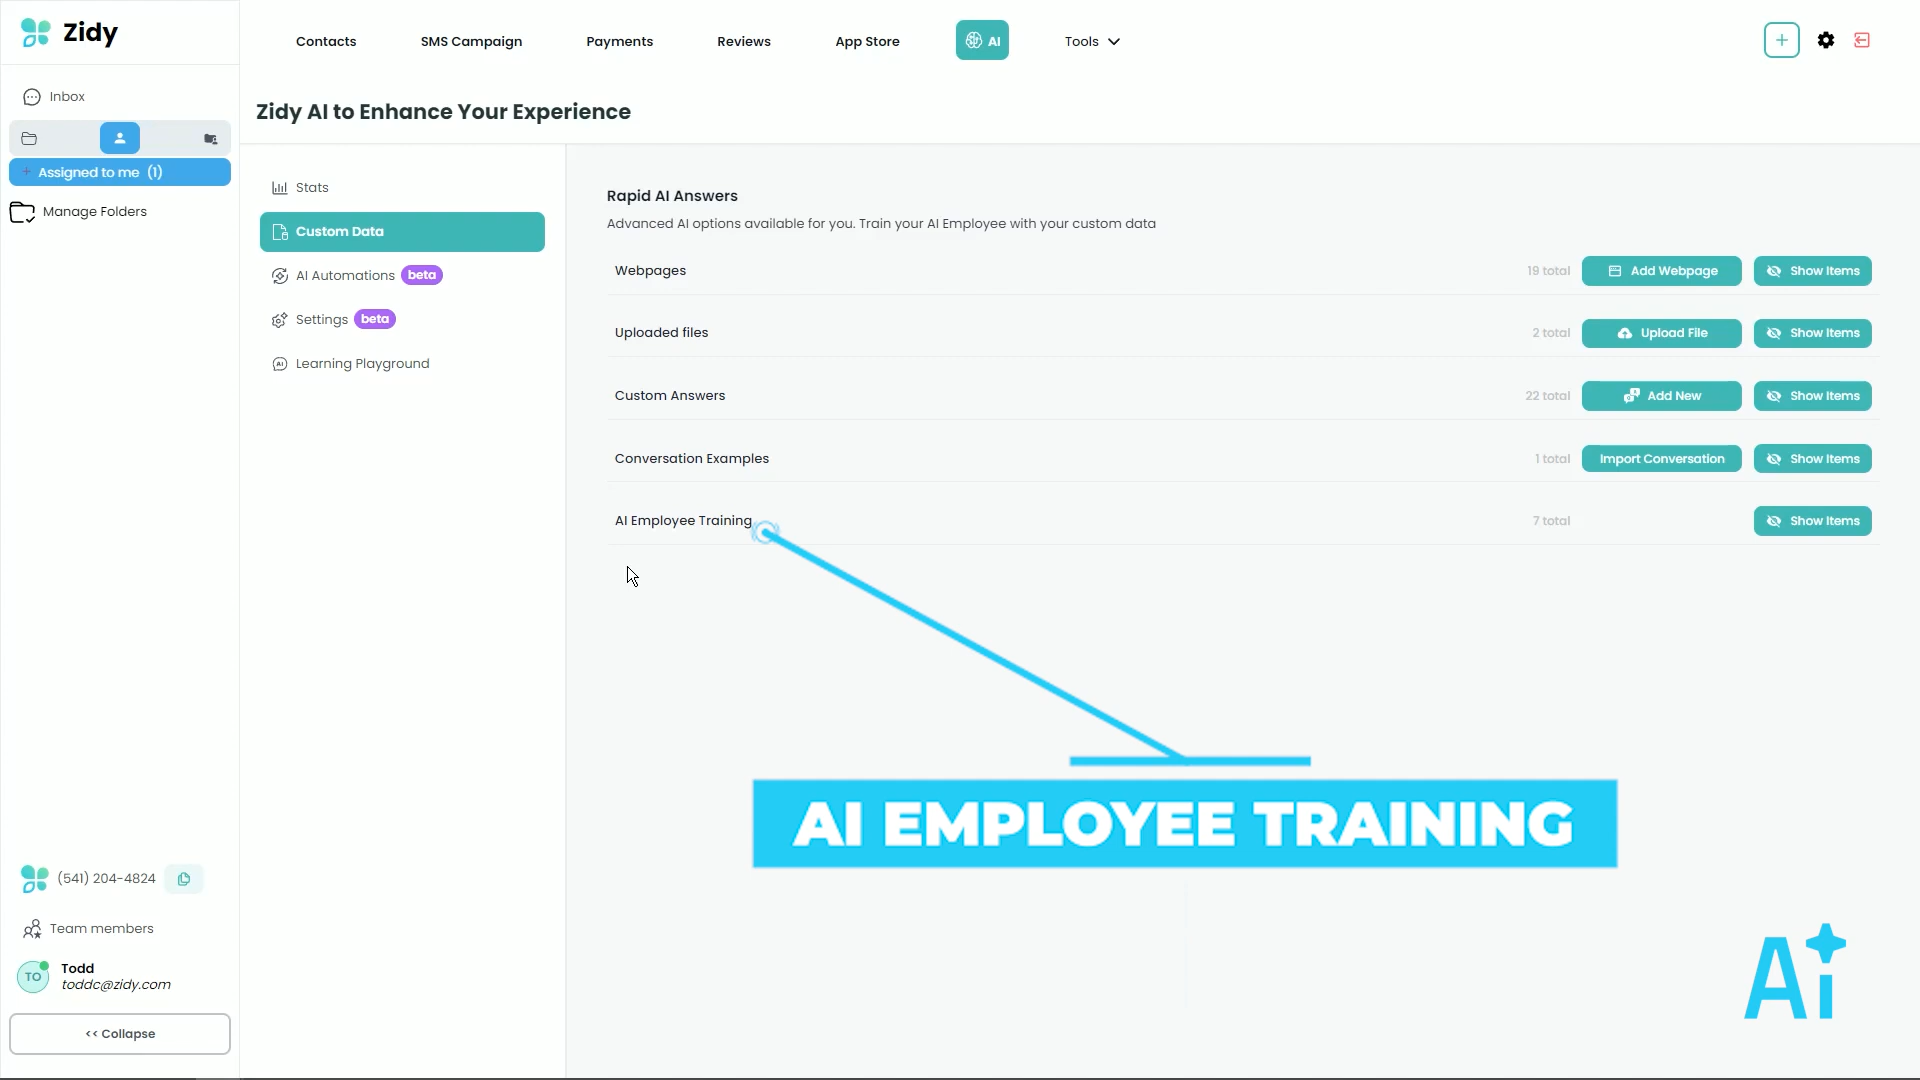 Zidy
Contacts
SMS Campaign
Payments
Reviews
App Store
AI
Tools
Zidy AI to Enhance Your Experience
Inbox
+ Assigned to me (1)
Manage Folders
Stats
Custom Data
AI Automations beta
Settings beta
Learning Playground
Rapid AI Answers
Advanced AI options available for you. Train your AI Employee with your custom data
Webpages 19 total Add Webpage Show Items
Uploaded files 2 total Upload File Show Items
Custom Answers 22 total Add New Show Items
Conversation Examples 1 total Import Conversation Show Items
AI Employee Training 7 total Show Items
AI EMPLOYEE TRAINING
(541) 204-4824
Team members
TO
Todd
toddc@zidy.com
<< Collapse
Ai